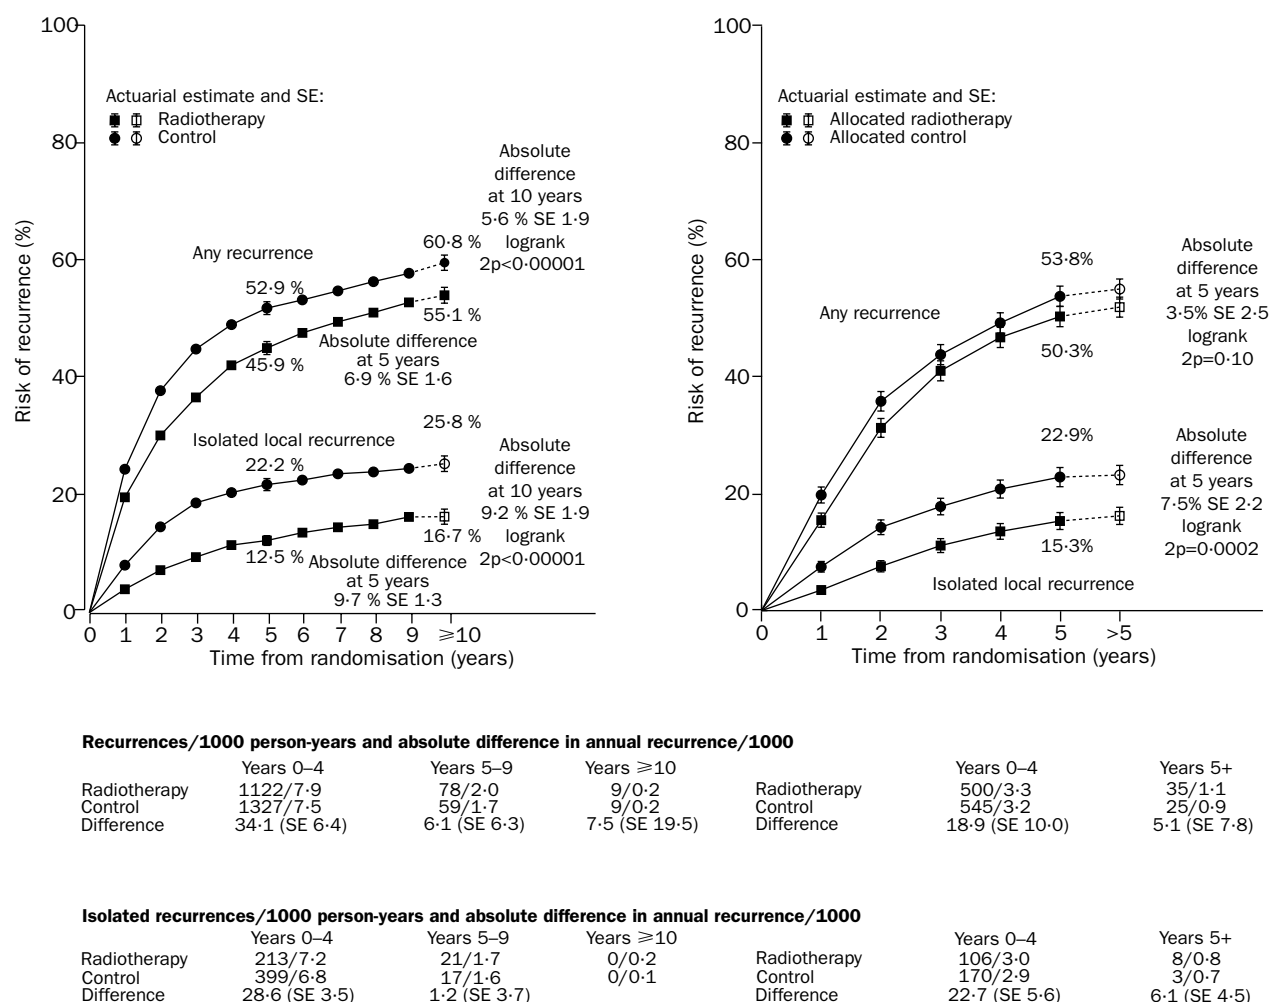 100
80
60
40
20
0
Risk of recurrence (%)
Actuarial estimate and SE:
Radiotherapy
Control
Absolute
difference
at 10 years
5·6 % SE 1·9
logrank
2p<0·00001
Any recurrence
60·8 %
52·9 %
55·1 %
45·9 %
Absolute difference
at 5 years
6·9 % SE 1·6
25·8 %
Isolated local recurrence
22·2 %
Absolute
difference
at 10 years
9·2 % SE 1·9
logrank
2p<0·00001
16·7 %
12·5 %
Absolute difference
at 5 years
9·7 % SE 1·3
0 1 2 3 4 5 6 7 8 9 ⩾10
Time from randomisation (years)
100
80
60
40
20
0
Risk of recurrence (%)
Actuarial estimate and SE:
Allocated radiotherapy
Allocated control
53·8%
Any recurrence
50·3%
Absolute
difference
at 5 years
3·5% SE 2·5
logrank
2p=0·10
22·9%
15·3%
Isolated local recurrence
Absolute
difference
at 5 years
7·5% SE 2·2
logrank
2p=0·0002
0 1 2 3 4 5 >5
Time from randomisation (years)
Recurrences/1000 person-years and absolute difference in annual recurrence/1000
Years 0–4 Years 5–9 Years ⩾10 Years 0–4 Years 5+
Radiotherapy 1122/7·9 78/2·0 9/0·2 Radiotherapy 500/3·3 35/1·1
Control 1327/7·5 59/1·7 9/0·2 Control 545/3·2 25/0·9
Difference 34·1 (SE 6·4) 6·1 (SE 6·3) 7·5 (SE 19·5) Difference 18·9 (SE 10·0) 5·1 (SE 7·8)
Isolated recurrences/1000 person-years and absolute difference in annual recurrence/1000
Years 0–4 Years 5–9 Years ⩾10 Years 0–4 Years 5+
Radiotherapy 213/7·2 21/1·7 0/0·2 Radiotherapy 106/3·0 8/0·8
Control 399/6·8 17/1·6 0/0·1 Control 170/2·9 3/0·7
Difference 28·6 (SE 3·5) 1·2 (SE 3·7) Difference 22·7 (SE 5·6) 6·1 (SE 4·5)